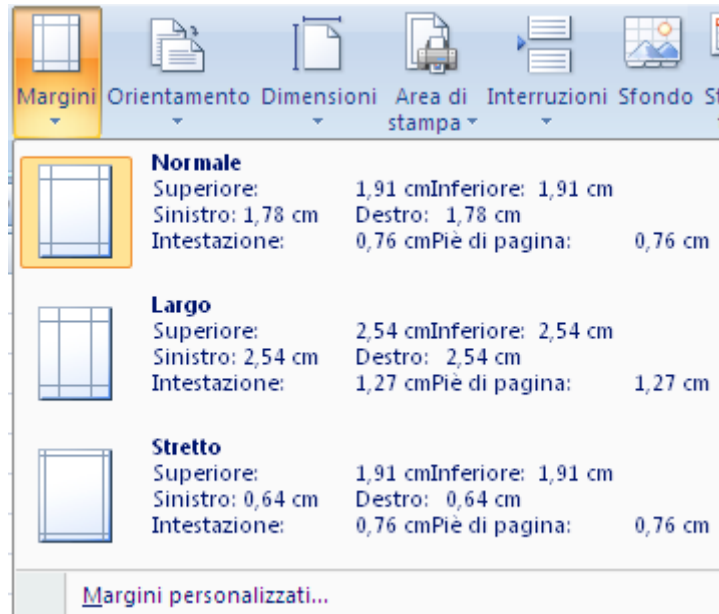 Margini Orientamento Dimensioni Area di stampa Interruzioni Sfondo
Normale
Superiore: 1,91 cmInferiore: 1,91 cm
Sinistro: 1,78 cm Destro: 1,78 cm
Intestazione: 0,76 cmPiè di pagina: 0,76 cm
Largo
Superiore: 2,54 cmInferiore: 2,54 cm
Sinistro: 2,54 cm Destro: 2,54 cm
Intestazione: 1,27 cmPiè di pagina: 1,27 cm
Stretto
Superiore: 1,91 cmInferiore: 1,91 cm
Sinistro: 0,64 cm Destro: 0,64 cm
Intestazione: 0,76 cmPiè di pagina: 0,76 cm
Margini personalizzati...